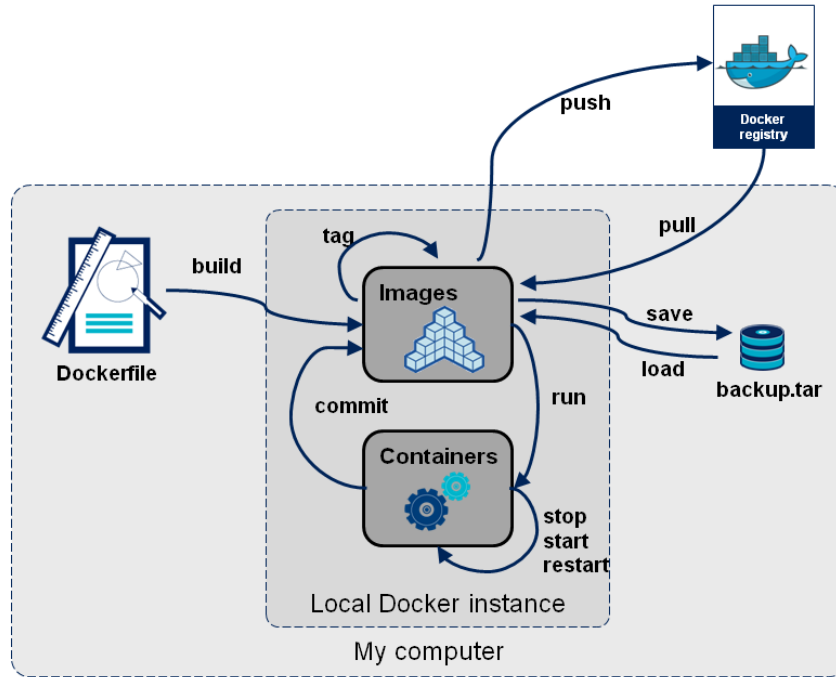 push
Docker
registry
pull
tag
build
Images
save
Dockerfile
load
backup.tar
commit
run
Containers
stop
start
restart
Local Docker instance
My computer